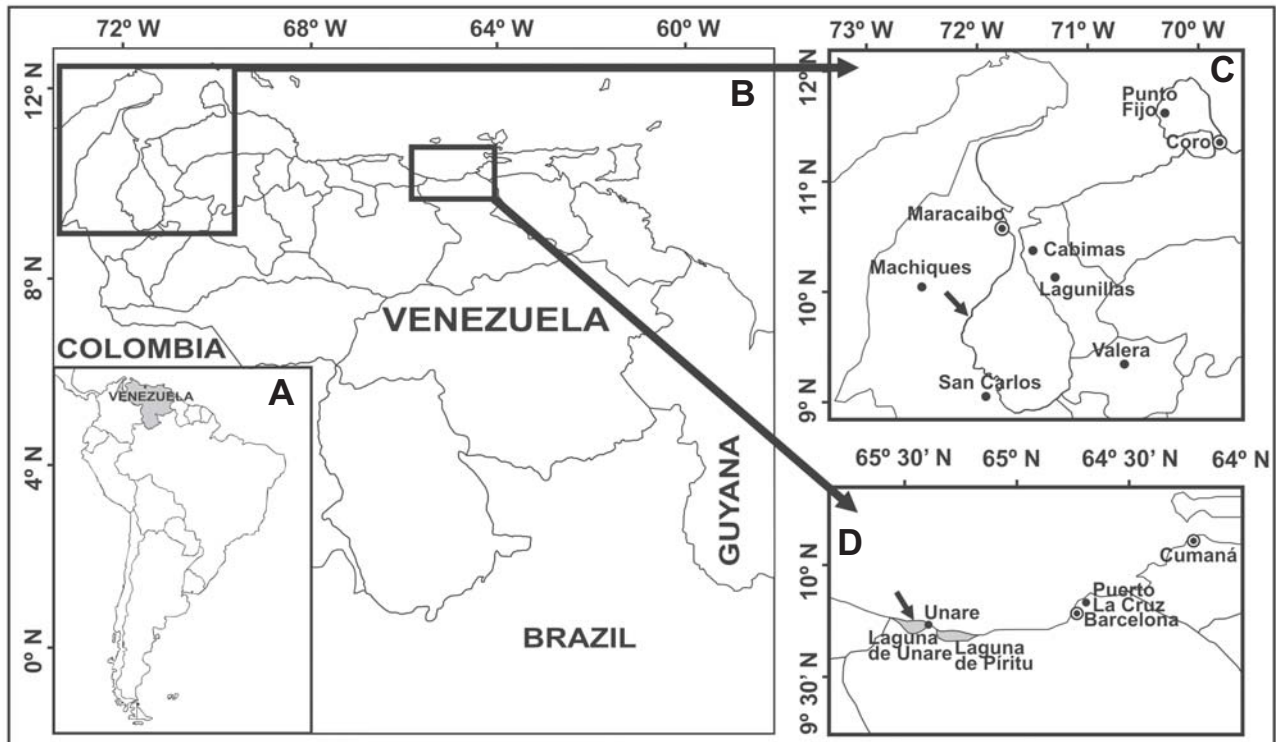 72º W 68º W 64º W 60º W
12º N
8º N
4º N
0º N
B
VENEZUELA
COLOMBIA
GUYANA
BRAZIL
A
VENEZUELA
73º W 72º W 71º W 70º W
12º N
11º N
10º N
9º N
C
Punto
Fijo
Coro
Maracaibo
Cabimas
Machiques
Lagunillas
Valera
San Carlos
65º 30’ N 65º N 64º 30’ N 64º N
10º N
9º 30’ N
D
Cumaná
Puerto
La Cruz
Barcelona
Unare
Laguna
de Unare
Laguna
de Píritu